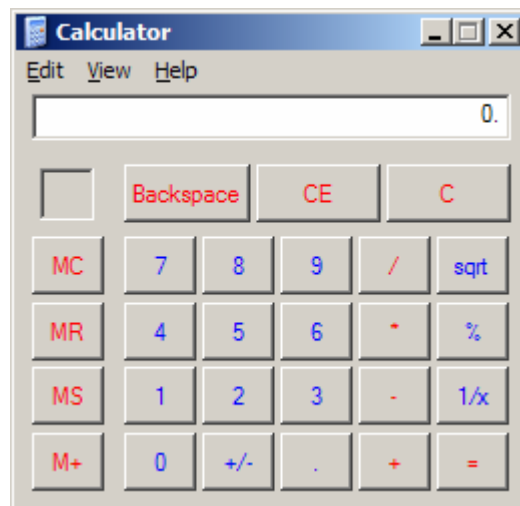 Calculator
Edit View Help
0.
Backspace CE C
MC 7 8 9 / sqrt
MR 4 5 6 * %
MS 1 2 3 - 1/x
M+ 0 +/- . + =